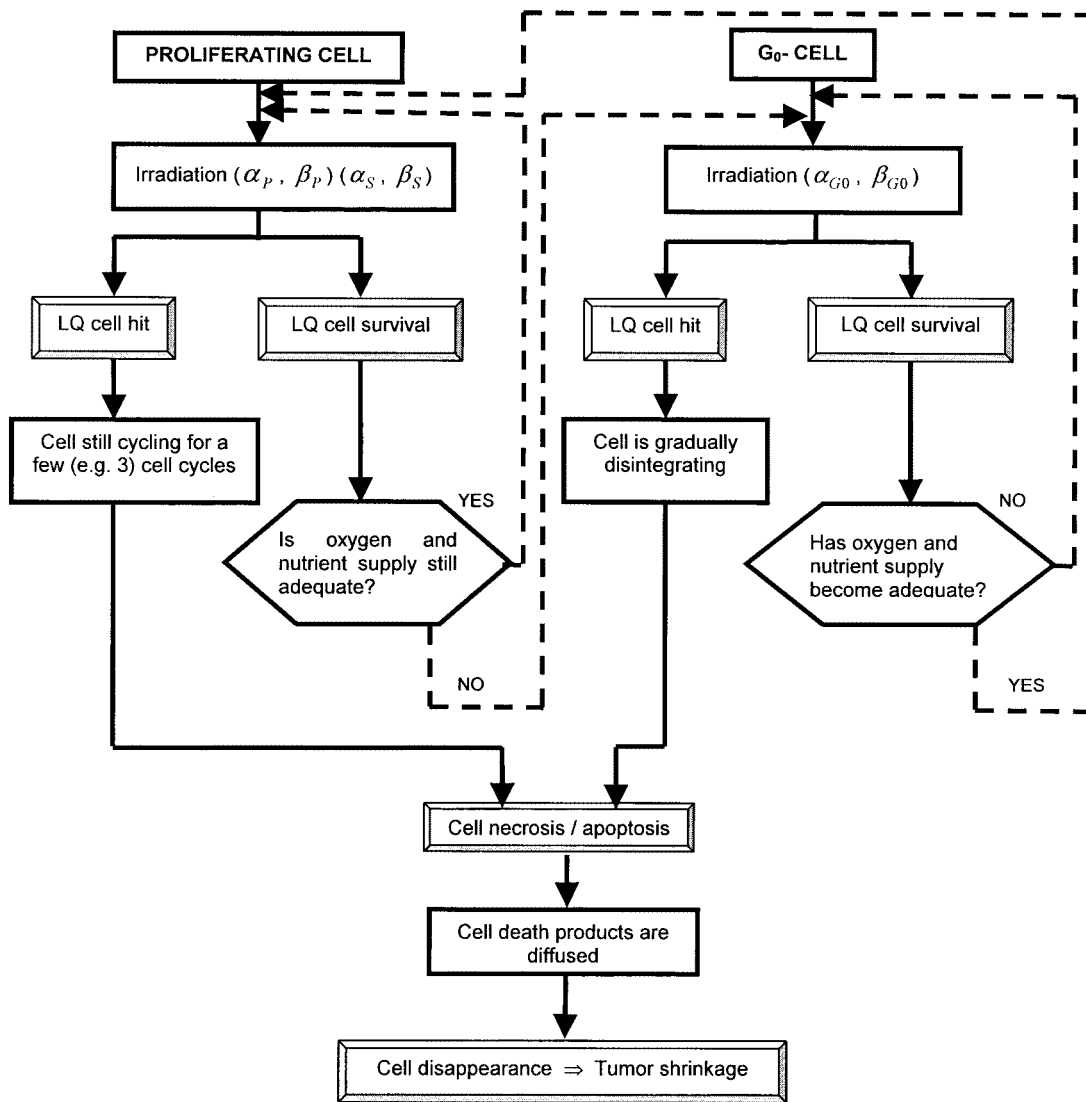 PROLIFERATING CELL
G₀- CELL
Irradiation (α_P , β_P) (α_S , β_S)
Irradiation (α_G0 , β_G0)
LQ cell hit
LQ cell survival
LQ cell hit
LQ cell survival
Cell still cycling for a
few (e.g. 3) cell cycles
Cell is gradually
disintegrating
YES
NO
Is oxygen and
nutrient supply still
adequate?
Has oxygen and
nutrient supply
become adequate?
NO
YES
Cell necrosis / apoptosis
Cell death products are
diffused
Cell disappearance ⇒ Tumor shrinkage